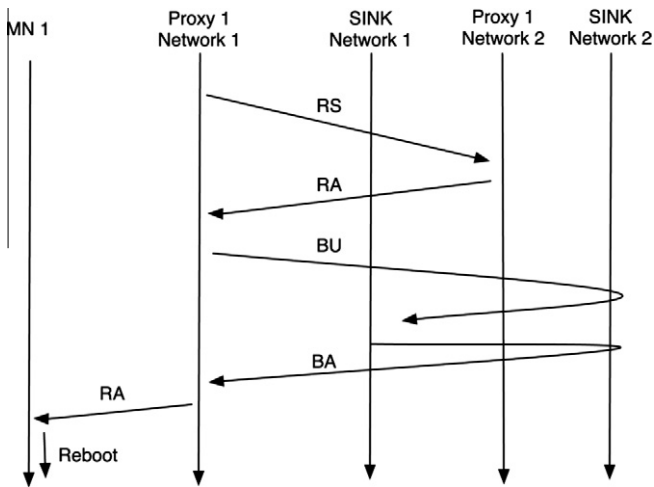 MN 1
Proxy 1
Network 1
SINK
Network 1
Proxy 1
Network 2
SINK
Network 2
RS
RA
BU
BA
RA
Reboot